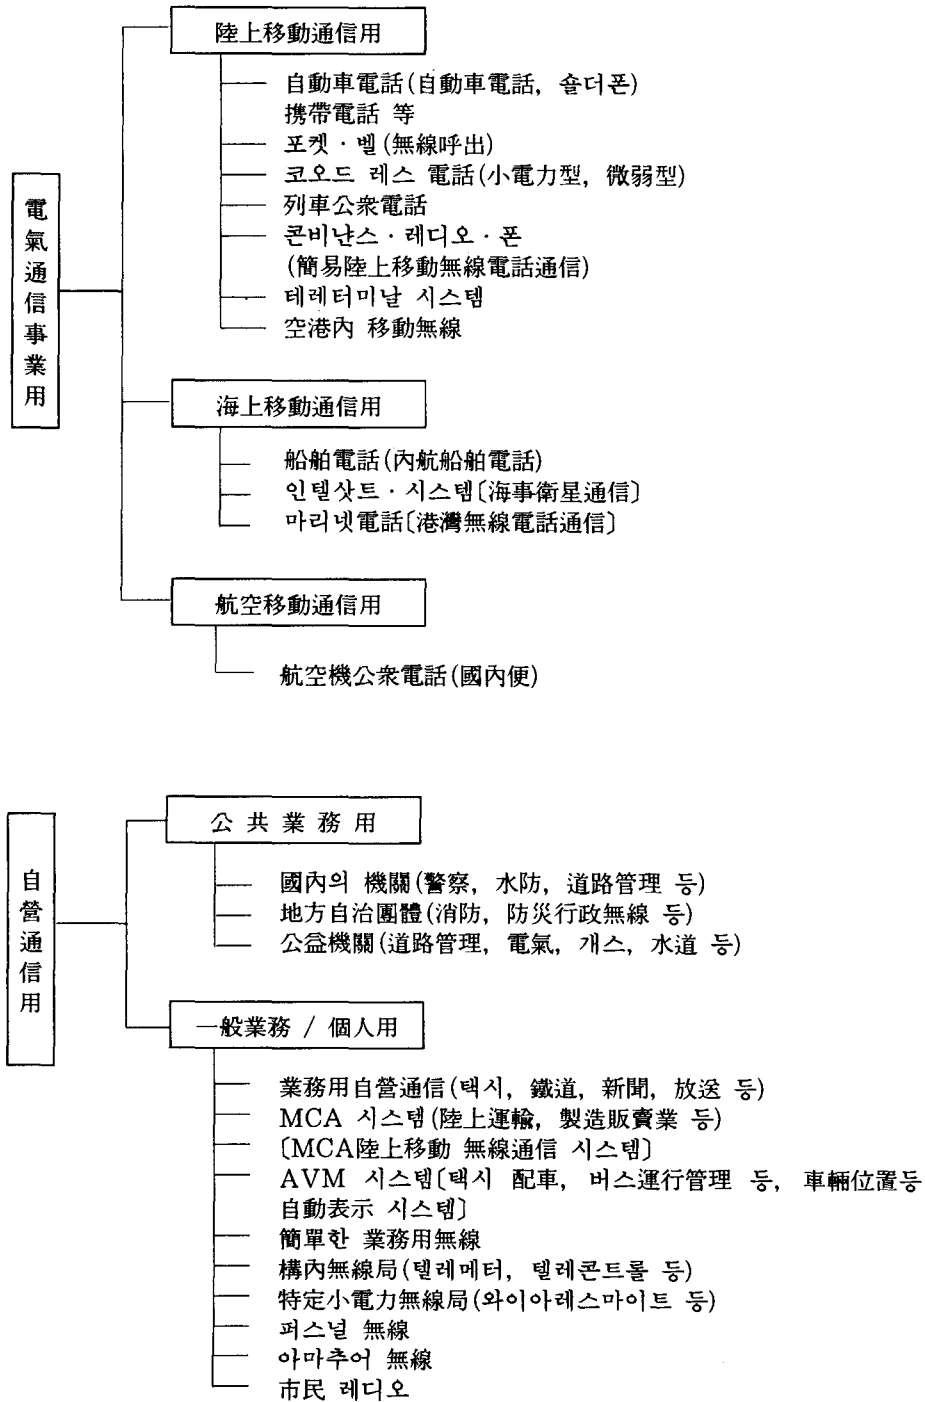 陸上移動通信用
自動車電話(自動車電話, 숄더폰)
携帶電話 等
포켓·벨(無線呼出)
코오드 레스 電話(小電力型, 微弱型)
列車公衆電話
콘비냔스·레디오·폰
(簡易陸上移動無線電話通信)
테레터미날 시스템
空港內 移動無線
電氣通信事業用
海上移動通信用
船舶電話(內航船舶電話)
인텔삿트·시스템〔海事衛星通信〕
마리넷電話〔港灣無線電話通信〕
航空移動通信用
航空機公衆電話(國內便)
公共業務用
國內의 機關(警察, 水防, 道路管理 등)
地方自治團體(消防, 防災行政無線 등)
公益機關(道路管理, 電氣, 개스, 水道 등)
自營通信用
一般業務 / 個人用
業務用自營通信(택시, 鐵道, 新聞, 放送 등)
MCA 시스템(陸上運輸, 製造販賣業 등)
〔MCA陸上移動 無線通信 시스템〕
AVM 시스템〔택시 配車, 버스運行管理 등, 車輛位置등
自動表示 시스템〕
簡單한 業務用無線
構內無線局(텔레메터, 텔레콘트롤 등)
特定小電力無線局(와이아레스마이트 등)
퍼스널 無線
아마추어 無線
市民 레디오